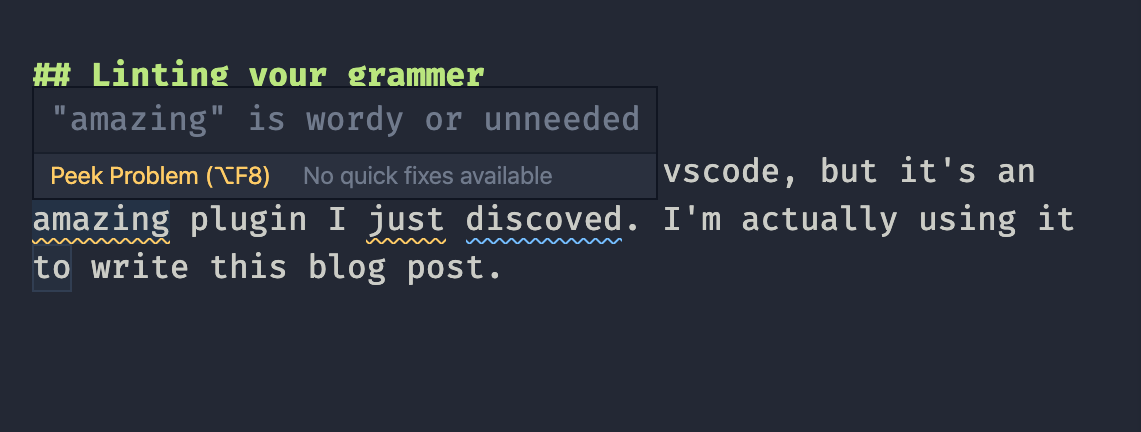 ## Linting your grammer
"amazing" is wordy or unneeded
Peek Problem (⌥F8) No quick fixes available
vscode, but it's an
amazing plugin I just discoved. I'm actually using it
to write this blog post.